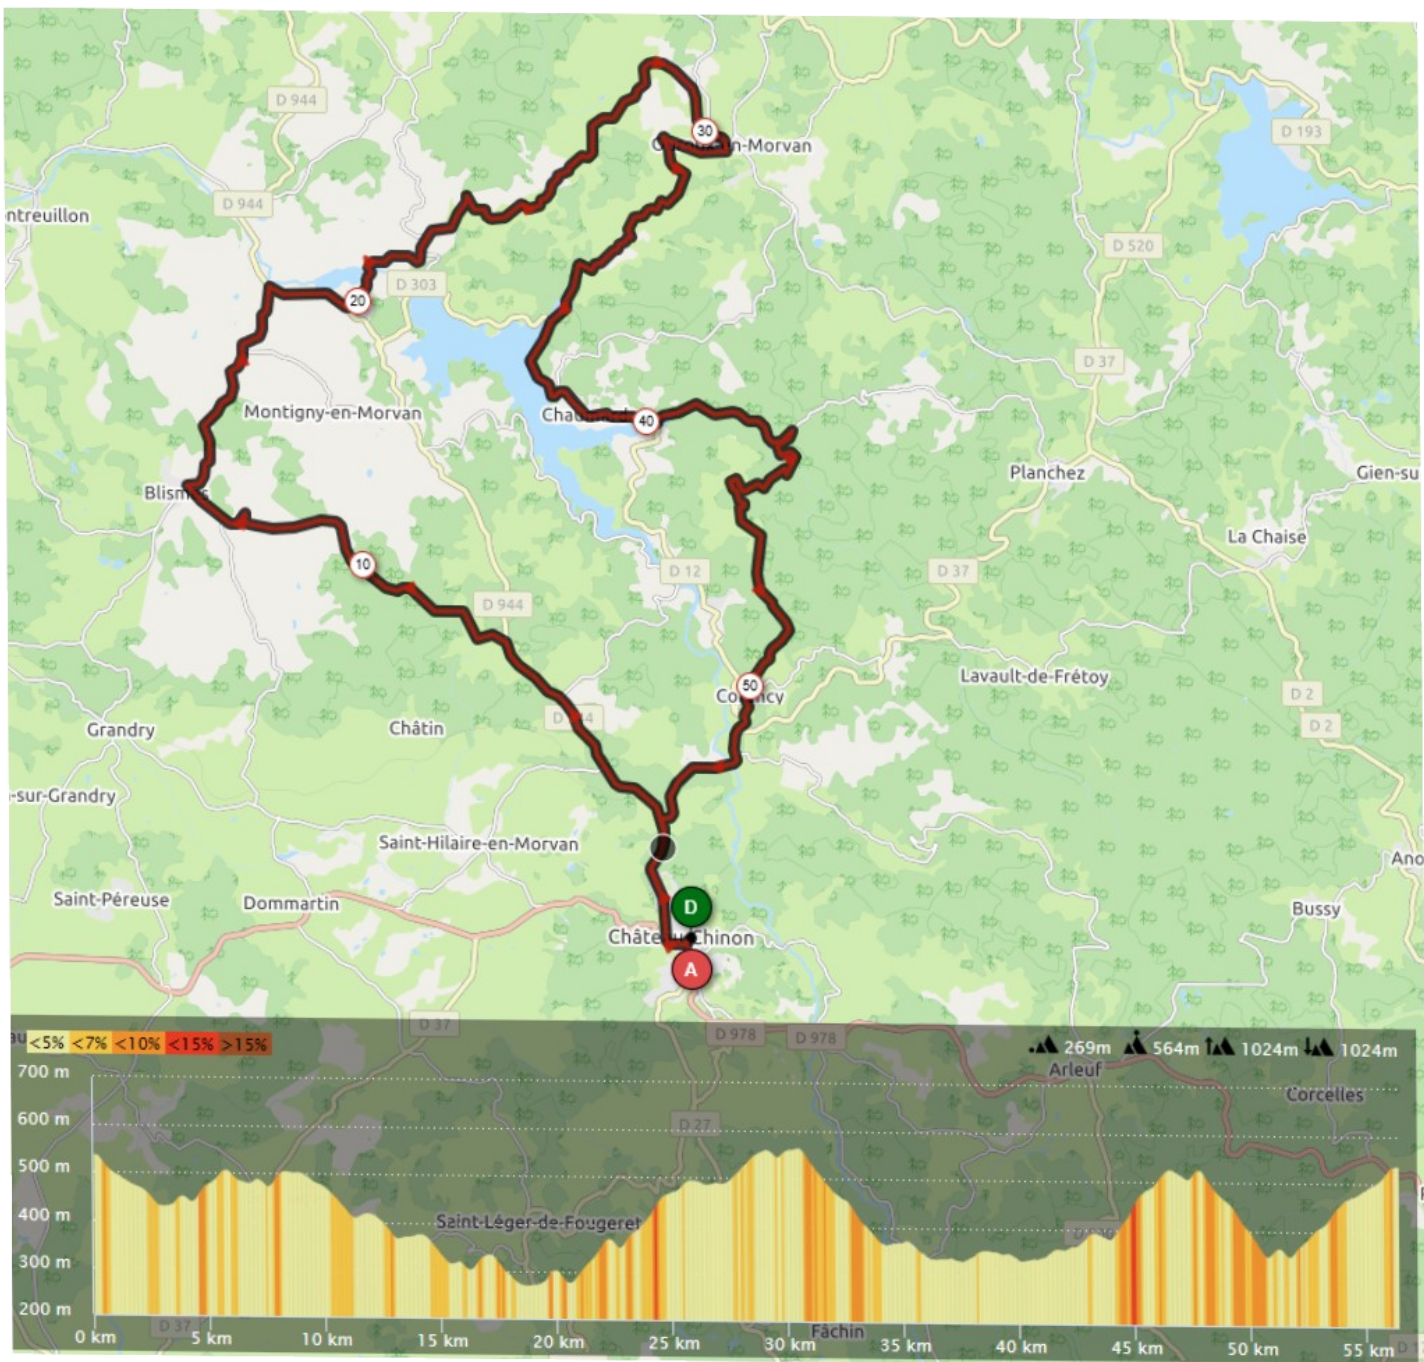 D 944
30
-en-Morvan
D 193
D 944
ntreuillon
D 520
D 303
20
D 37
Montigny-en-Morvan
40
Planchez
Gien-su
La Chaise
10
D 12
D 37
D 944
Lavault-de-Frétoy
50
D 2
D 2
Grandry
Châtin
-sur-Grandry
Saint-Hilaire-en-Morvan
Ano
Saint-Péreuse
Dommartin
D
Bussy
Château-Chinon
A
D 37
D 978
D 978
<5% <7% <10% <15% >15%
269m 564m 1024m 1024m
Arleuf
Corcelles
700 m
600 m
D 27
500 m
400 m
Saint-Léger-de-Fougeret
300 m
200 m
D 37
Fâchin
0 km 5 km 10 km 15 km 20 km 25 km 30 km 35 km 40 km 45 km 50 km 55 km